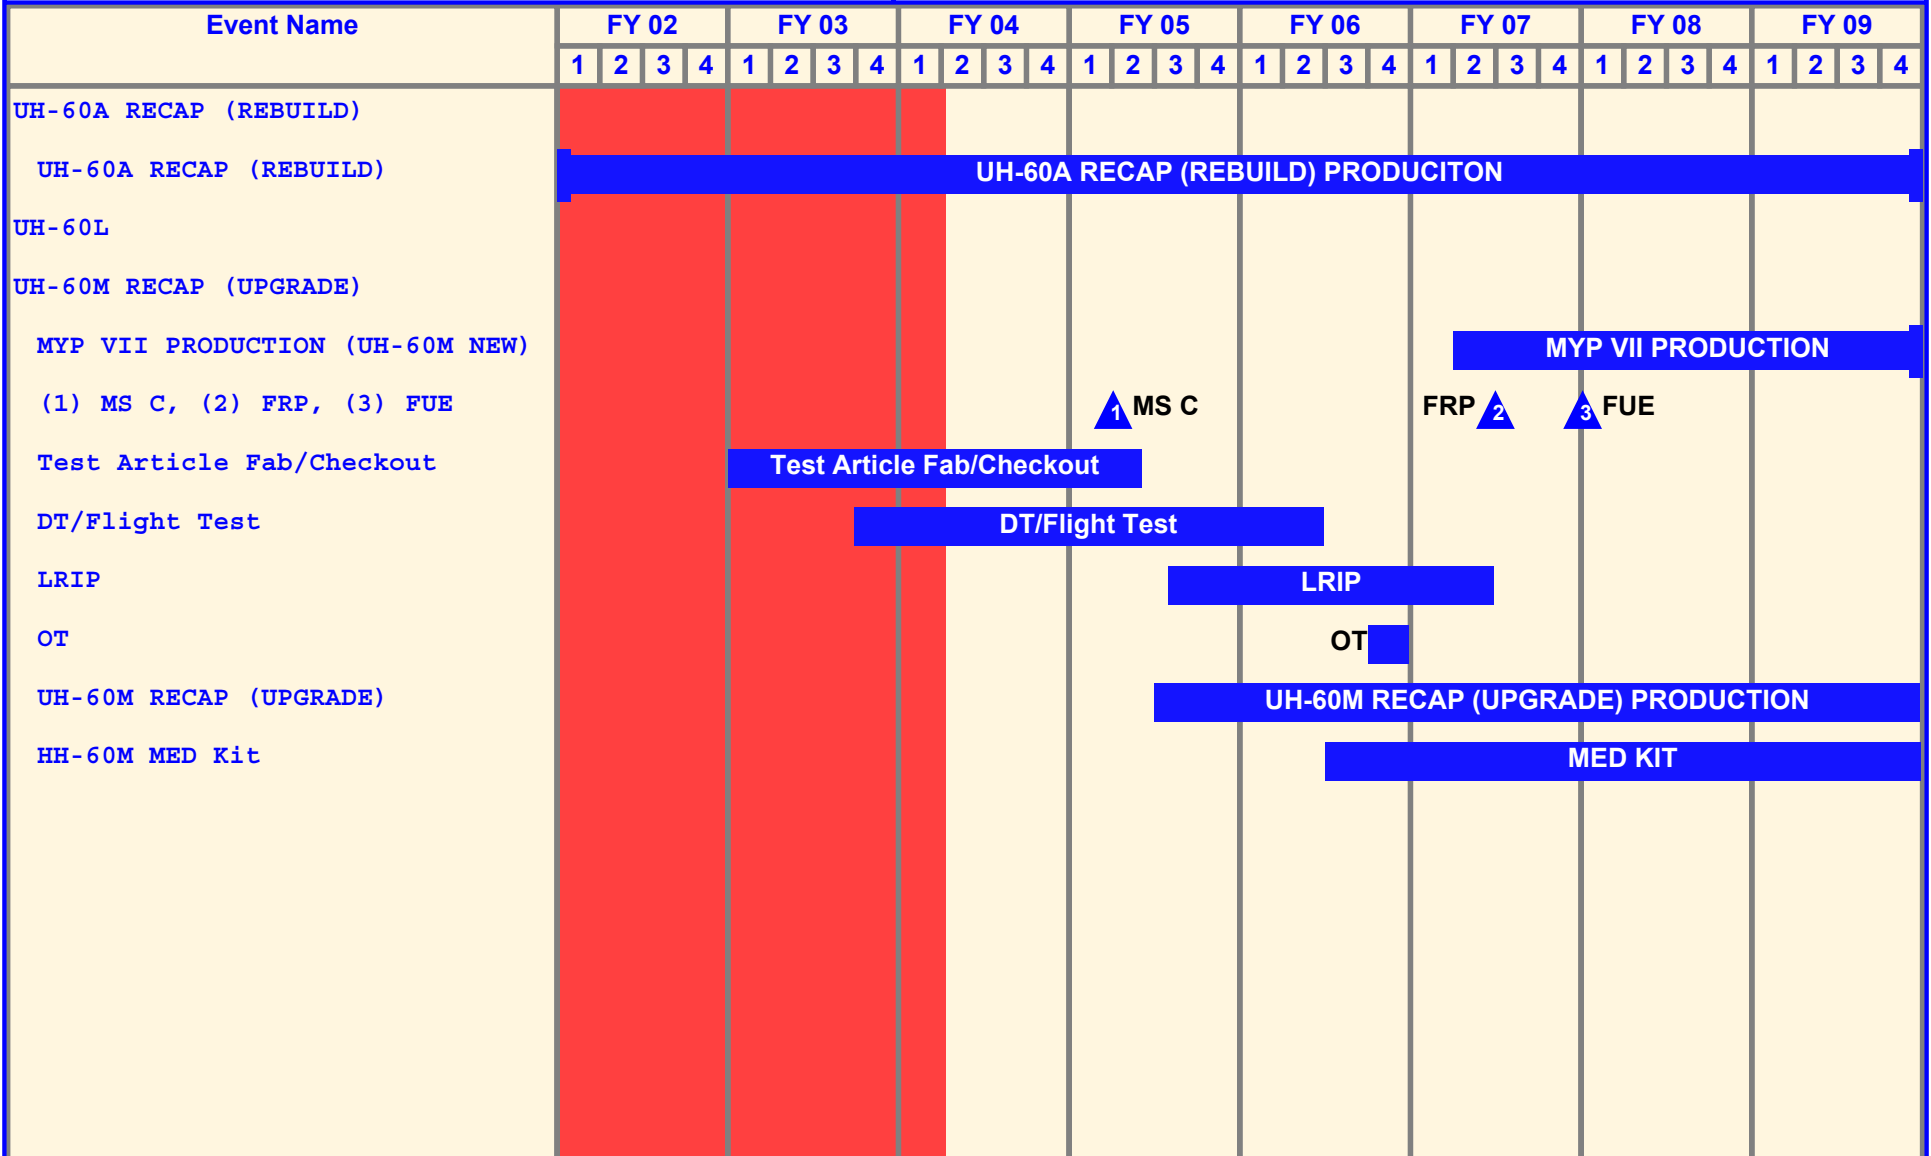 Event Name FY 02 FY 03 FY 04 FY 05 FY 06 FY 07 FY 08 FY 09
1 2 3 4 1 2 3 4 1 2 3 4 1 2 3 4 1 2 3 4 1 2 3 4 1 2 3 4 1 2 3 4
UH-60A RECAP (REBUILD)
UH-60A RECAP (REBUILD) UH-60A RECAP (REBUILD) PRODUCITON
UH-60L
UH-60M RECAP (UPGRADE)
MYP VII PRODUCTION (UH-60M NEW) MYP VII PRODUCTION
(1) MS C, (2) FRP, (3) FUE 1 MS C FRP 2 3 FUE
Test Article Fab/Checkout Test Article Fab/Checkout
DT/Flight Test DT/Flight Test
LRIP LRIP
OT OT
UH-60M RECAP (UPGRADE) UH-60M RECAP (UPGRADE) PRODUCTION
HH-60M MED Kit MED KIT